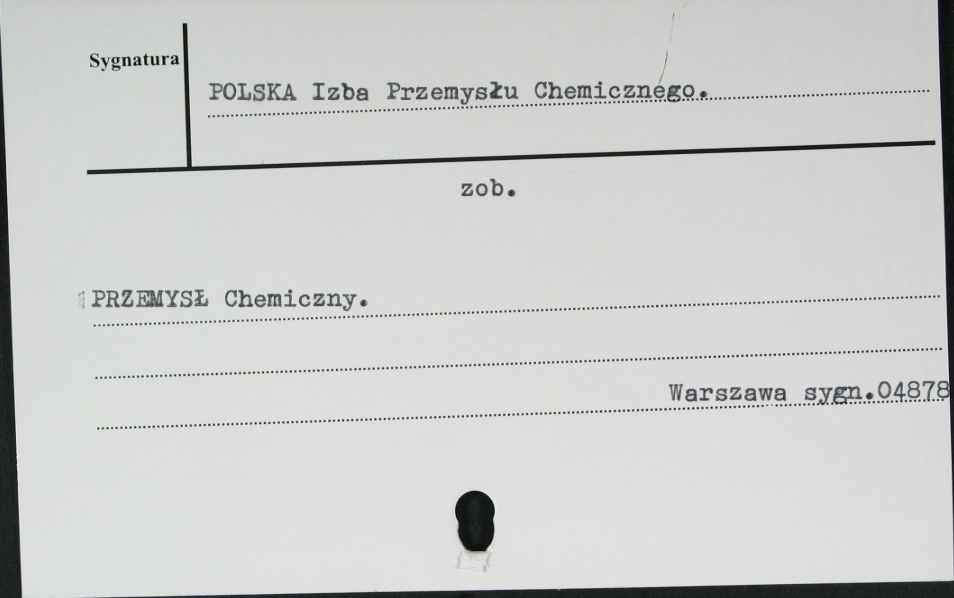 Sygnatura
POLSKA Izba Przemysłu Chemicznego.
zob.
PRZEMYSŁ Chemiczny.
Warszawa sygn.04878